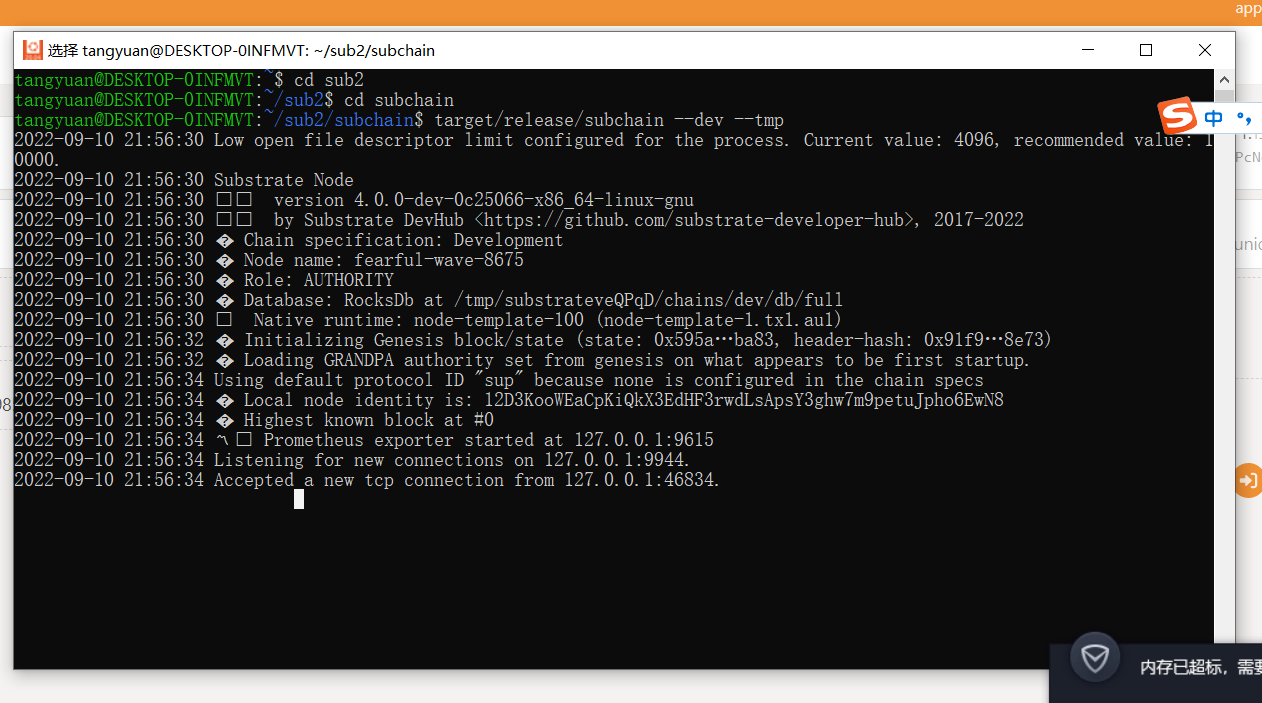 app
选择 tangyuan@DESKTOP-0INFMVT: ~/sub2/subchain
tangyuan@DESKTOP-0INFMVT:~$ cd sub2
tangyuan@DESKTOP-0INFMVT:~/sub2$ cd subchain
tangyuan@DESKTOP-0INFMVT:~/sub2/subchain$ target/release/subchain --dev --tmp
2022-09-10 21:56:30 Low open file descriptor limit configured for the process. Current value: 4096, recommended value: 1
0000.
2022-09-10 21:56:30 Substrate Node
2022-09-10 21:56:30 □□  version 4.0.0-dev-0c25066-x86_64-linux-gnu
2022-09-10 21:56:30 □□  by Substrate DevHub <https://github.com/substrate-developer-hub>, 2017-2022
2022-09-10 21:56:30 � Chain specification: Development
2022-09-10 21:56:30 � Node name: fearful-wave-8675
2022-09-10 21:56:30 � Role: AUTHORITY
2022-09-10 21:56:30 � Database: RocksDb at /tmp/substrateveQPqD/chains/dev/db/full
2022-09-10 21:56:30 □  Native runtime: node-template-100 (node-template-1.tx1.au1)
2022-09-10 21:56:32 � Initializing Genesis block/state (state: 0x595a…ba83, header-hash: 0x91f9…8e73)
2022-09-10 21:56:32 � Loading GRANDPA authority set from genesis on what appears to be first startup.
2022-09-10 21:56:34 Using default protocol ID "sup" because none is configured in the chain specs
2022-09-10 21:56:34 � Local node identity is: 12D3KooWEaCpKiQkX3EdHF3rwdLsApsY3ghw7m9petuJpho6EwN8
2022-09-10 21:56:34 � Highest known block at #0
2022-09-10 21:56:34 〽□ Prometheus exporter started at 127.0.0.1:9615
2022-09-10 21:56:34 Listening for new connections on 127.0.0.1:9944.
2022-09-10 21:56:34 Accepted a new tcp connection from 127.0.0.1:46834.
S 中
PcN
unic
98
内存已超标，需要